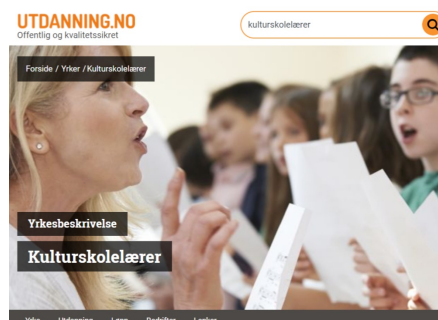 UTDANNING.NO
Offentlig og kvalitetssikret
kulturskolelærer
Forside / Yrker / Kulturskolelærer
Yrkesbeskrivelse
Kulturskolelærer
Yrke Utdanning Lønn Bedrifter Lenker